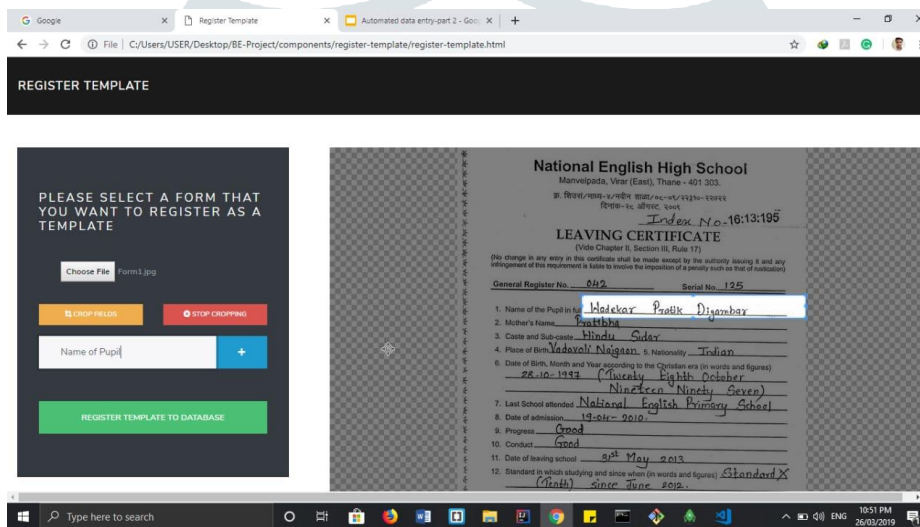 Google
Register Template
Automated data entry-part 2 - Goo
File | C:/Users/USER/Desktop/BE-Project/components/register-template/register-template.html
REGISTER TEMPLATE
PLEASE SELECT A FORM THAT
YOU WANT TO REGISTER AS A
TEMPLATE
Choose File Form1.jpg
CROP FIELDS STOP CROPPING
Name of Pupil +
REGISTER TEMPLATE TO DATABASE
National English High School
Manvelpada, Virar (East), Thane - 401 303.
Index No-16:13:195
LEAVING CERTIFICATE
(Vide Chapter II, Section III, Rule 17)
(No change in any entry in this certificate shall be made except by the authority issuing it and any
infringement of this requirement is liable to involve the imposition of a penalty such as that of rustication)
General Register No. 042 Serial No. 125
1. Name of the Pupil in fu Wadekar Pratik Digambar
2. Mother's Name Pratibha
3. Caste and Sub-caste Hindu Sutar
4. Place of Birth Vadavali Naigaon 5. Nationality Indian
6. Date of Birth, Month and Year according to the Christian era (in words and figures)
28-10-1997 (Twenty Eighth October
Nineteen Ninety Seven)
7. Last School attended National English Primary School
8. Date of admission 19-04-2010.
9. Progress Good
10. Conduct Good
11. Date of leaving school 31st May 2013
12. Standard in which studying and since when (in words and figures) Standard X
(Tenth) since June 2012.
Type here to search
ENG
10:51 PM
26/03/2019